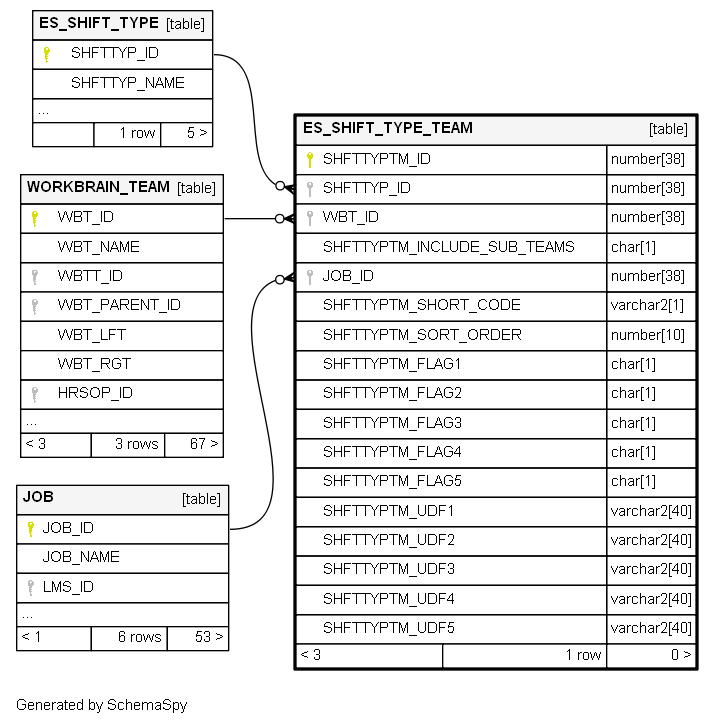 ES_SHIFT_TYPE [table]
SHFTTYP_ID
SHFTTYP_NAME
...
1 row 5 >
WORKBRAIN_TEAM [table]
WBT_ID
WBT_NAME
WBTT_ID
WBT_PARENT_ID
WBT_LFT
WBT_RGT
HRSOP_ID
...
< 3 3 rows 67 >
JOB [table]
JOB_ID
JOB_NAME
LMS_ID
...
< 1 6 rows 53 >
ES_SHIFT_TYPE_TEAM [table]
SHFTTYPTM_ID number[38]
SHFTTYP_ID number[38]
WBT_ID number[38]
SHFTTYPTM_INCLUDE_SUB_TEAMS char[1]
JOB_ID number[38]
SHFTTYPTM_SHORT_CODE varchar2[1]
SHFTTYPTM_SORT_ORDER number[10]
SHFTTYPTM_FLAG1 char[1]
SHFTTYPTM_FLAG2 char[1]
SHFTTYPTM_FLAG3 char[1]
SHFTTYPTM_FLAG4 char[1]
SHFTTYPTM_FLAG5 char[1]
SHFTTYPTM_UDF1 varchar2[40]
SHFTTYPTM_UDF2 varchar2[40]
SHFTTYPTM_UDF3 varchar2[40]
SHFTTYPTM_UDF4 varchar2[40]
SHFTTYPTM_UDF5 varchar2[40]
< 3 1 row 0 >
Generated by SchemaSpy